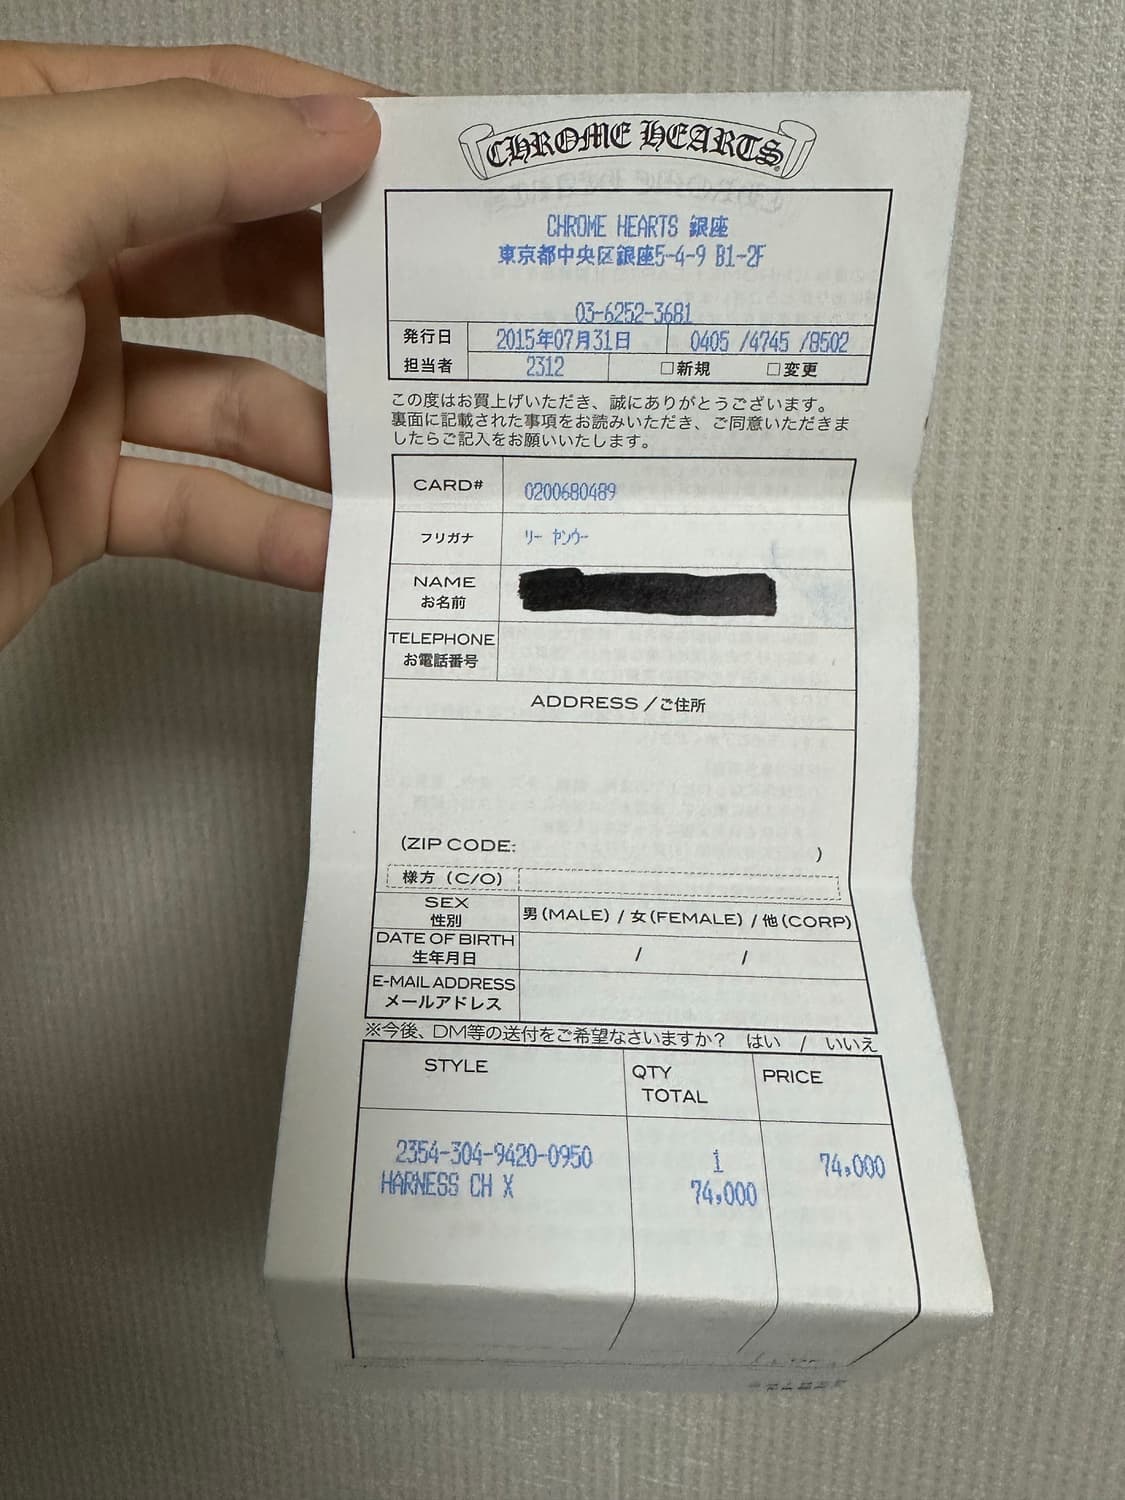 CHROME HEARTS
CHROME HEARTS 銀座
東京都中央区銀座5-4-9 B1-2F
03-6252-3681
発行日 2015年07月31日 0405 /4745 /8502
担当者 2312 □新規 □変更
この度はお買上げいただき、誠にありがとうございます。
裏面に記載された事項をお読みいただき、ご同意いただきま
したらご記入をお願いいたします。
CARD# 0200680489
フリガナ リー ヤンウー
NAME
お名前
TELEPHONE
お電話番号
ADDRESS /ご住所
(ZIP CODE: )
様方 (C/O)
SEX
性別 男(MALE) / 女(FEMALE) / 他(CORP)
DATE OF BIRTH
生年月日 / /
E-MAIL ADDRESS
メールアドレス
※今後、DM等の送付をご希望なさいますか? はい / いいえ
STYLE QTY PRICE
TOTAL
2354-304-9420-0950 1 74,000
HARNESS CH X 74,000